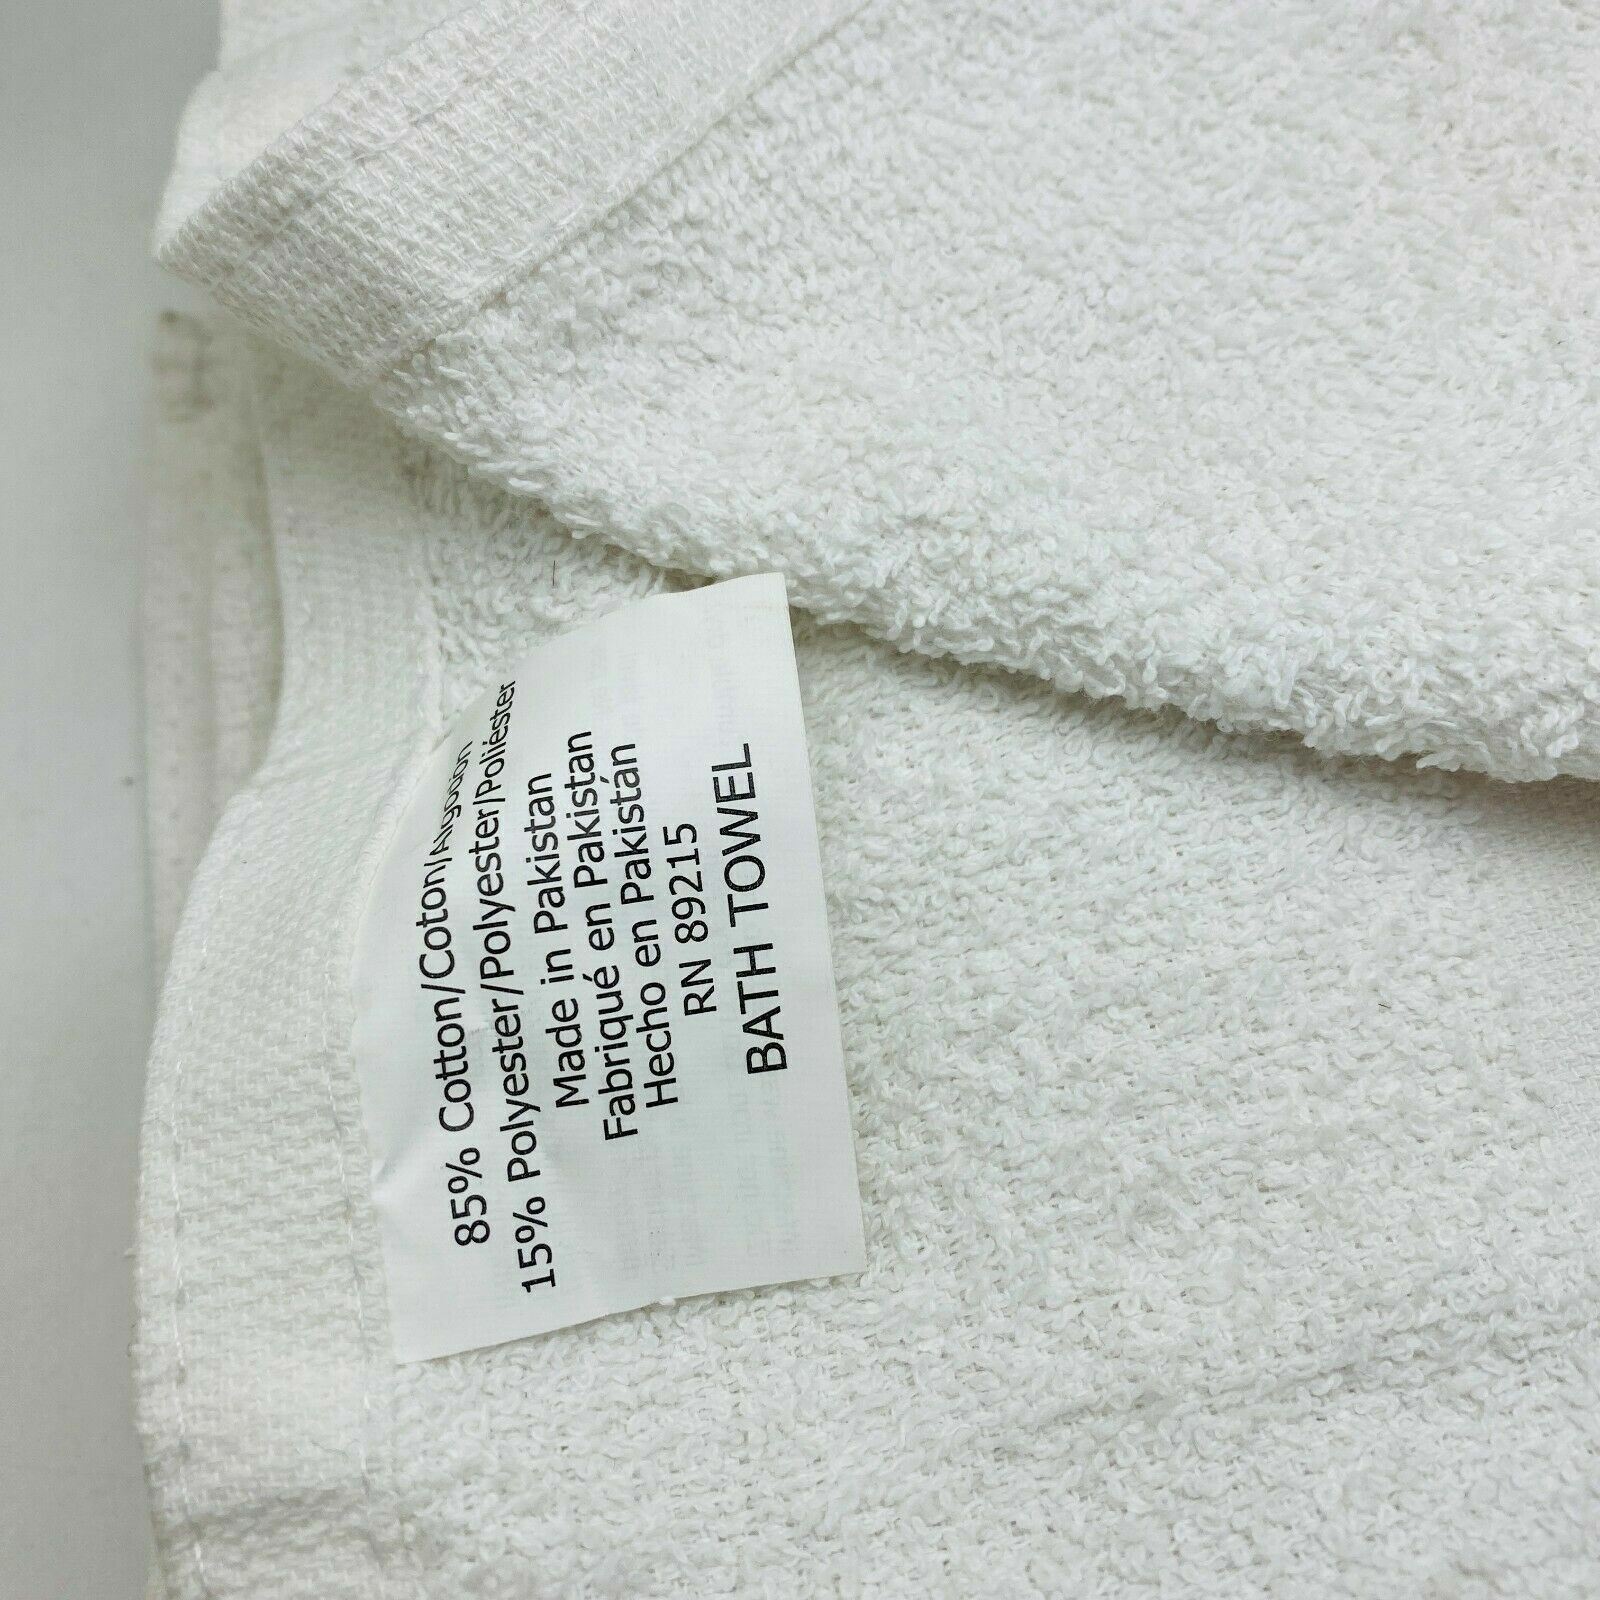 85% Cotton/Coton/Algodón
15% Polyester/Polyester/Poliéster
Made in Pakistan
Fabriqué en Pakistan
Hecho en Pakistán
RN 89215
BATH TOWEL